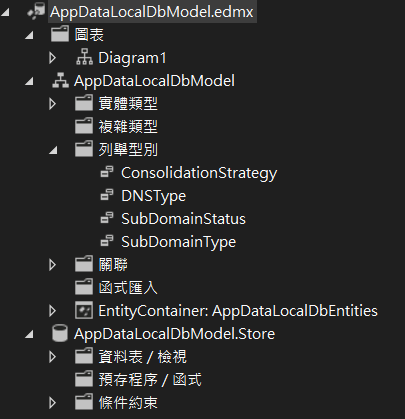 AppDataLocalDbModel.edmx
圖表
Diagram1
AppDataLocalDbModel
實體類型
複雜類型
列舉型別
ConsolidationStrategy
DNSType
SubDomainStatus
SubDomainType
關聯
函式匯入
EntityContainer: AppDataLocalDbEntities
AppDataLocalDbModel.Store
資料表 / 檢視
預存程序 / 函式
條件約束